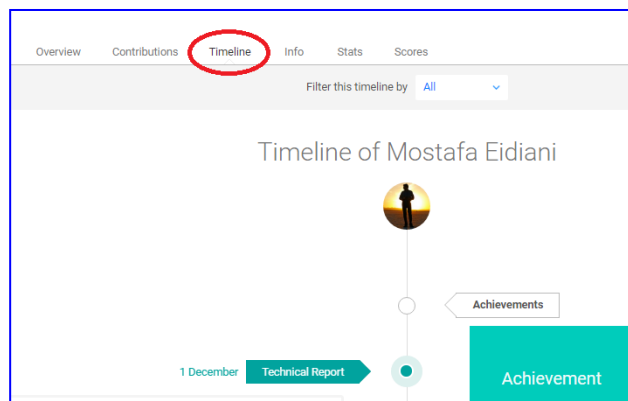 Overview Contributions Timeline Info Stats Scores
Filter this timeline by All
Timeline of Mostafa Eidiani
Achievements
1 December Technical Report
Achievement